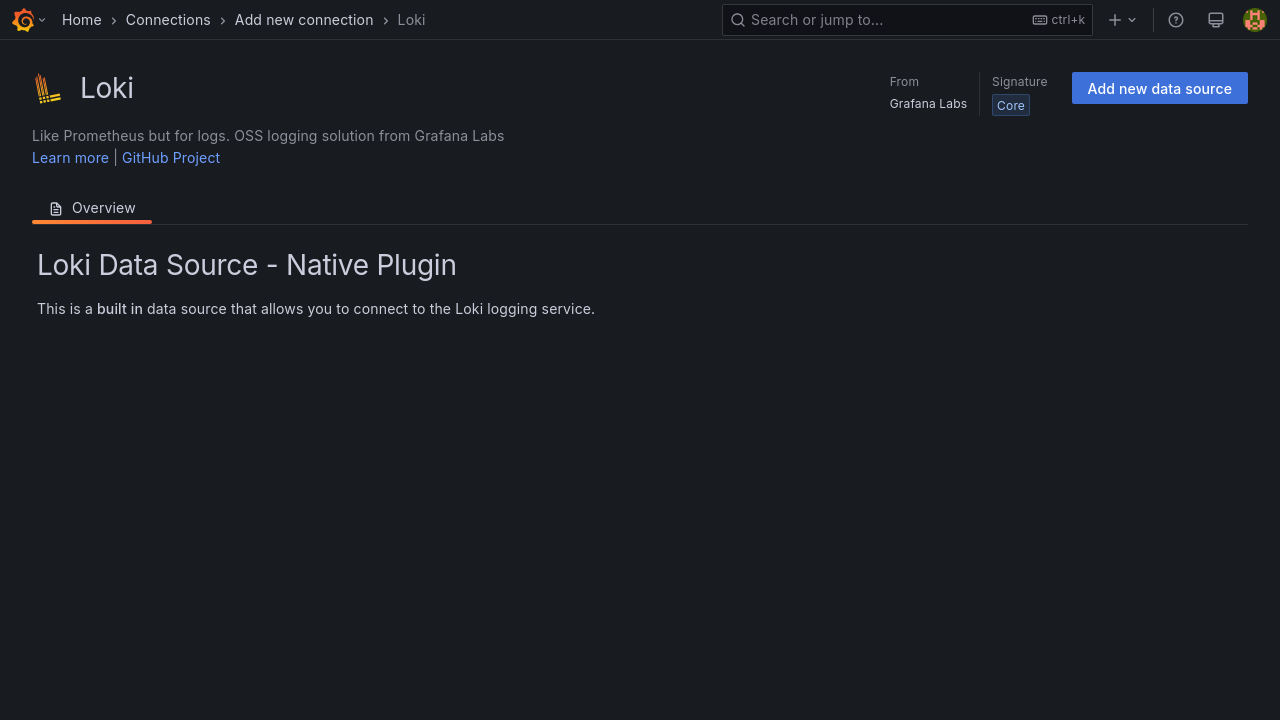 Home > Connections > Add new connection > Loki
Search or jump to... ctrl+k
Loki
From
Grafana Labs
Signature
Core
Add new data source
Like Prometheus but for logs. OSS logging solution from Grafana Labs
Learn more | GitHub Project
Overview
Loki Data Source - Native Plugin
This is a built in data source that allows you to connect to the Loki logging service.